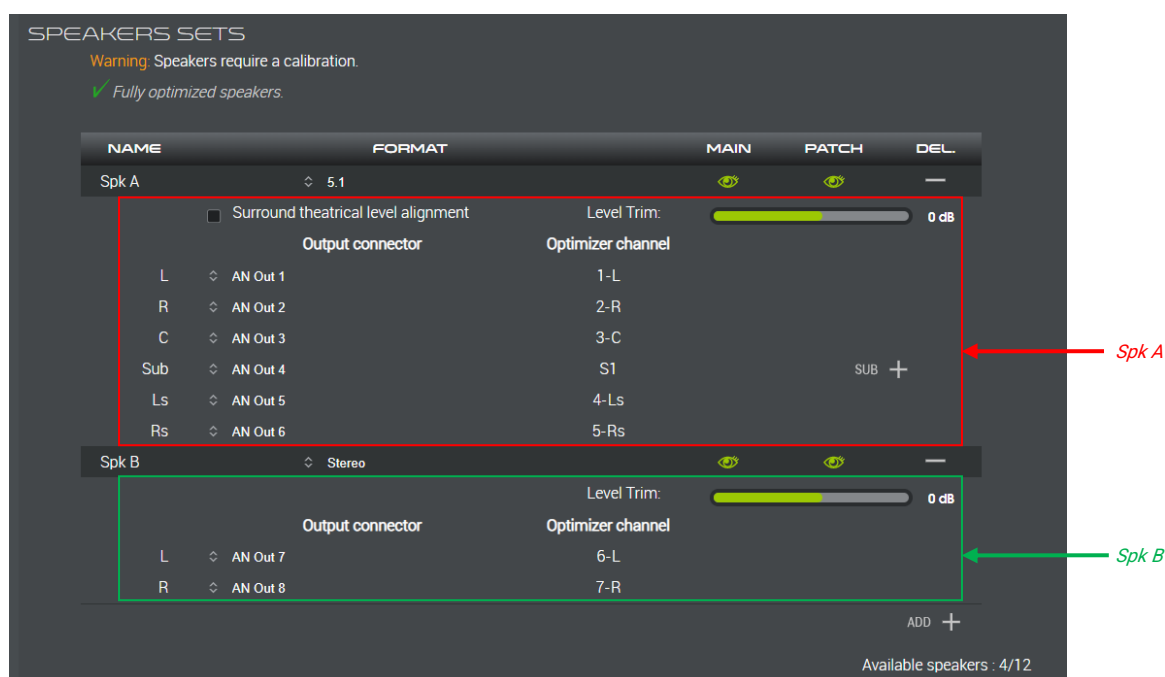 SPEAKERS SETS
Warning: Speakers require a calibration.
Fully optimized speakers.
NAME FORMAT MAIN PATCH DEL.
Spk A 5.1
Surround theatrical level alignment Level Trim: 0 dB
Output connector Optimizer channel
L AN Out 1 1-L
R AN Out 2 2-R
C AN Out 3 3-C
Spk A
Sub AN Out 4 S1 SUB
Ls AN Out 5 4-Ls
Rs AN Out 6 5-Rs
Spk B Stereo
Level Trim: 0 dB
Output connector Optimizer channel
L AN Out 7 6-L Spk B
R AN Out 8 7-R
ADD
Available speakers : 4/12